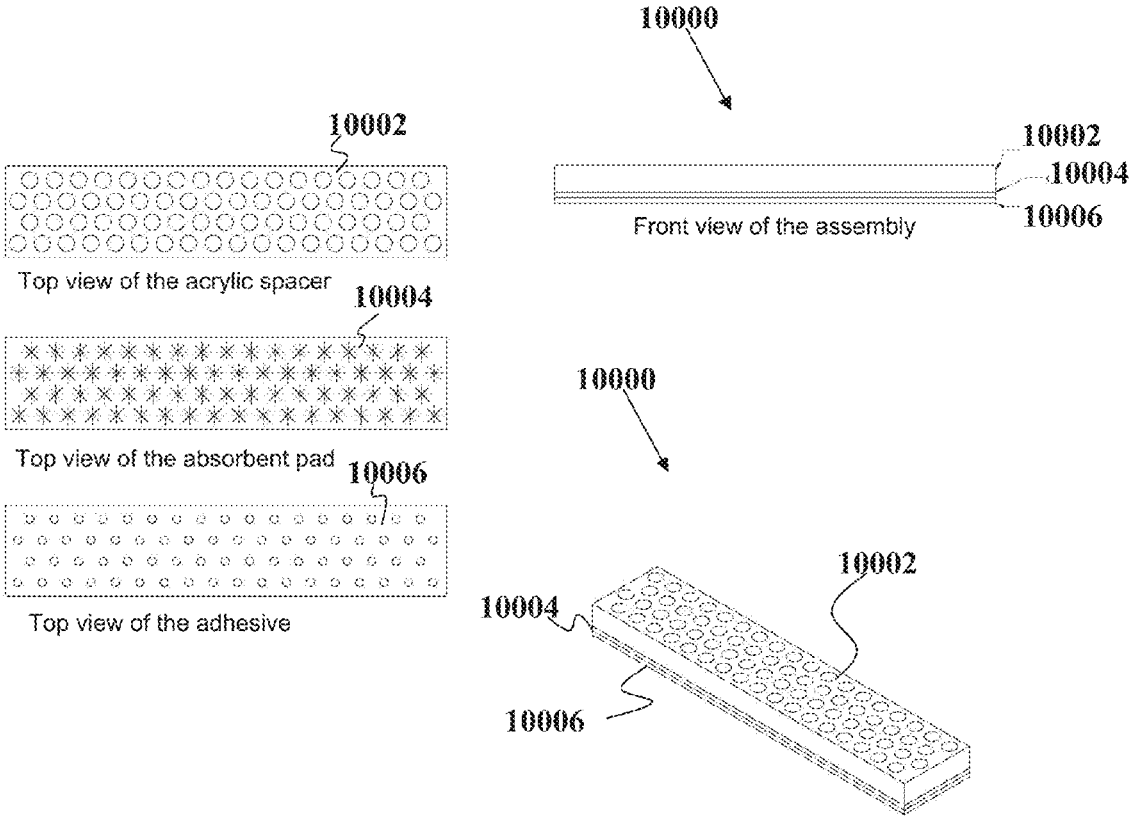 10000
10002
10002
10004
10006
Front view of the assembly
Top view of the acrylic spacer
10004
10000
Top view of the absorbent pad
10006
10002
10004
Top view of the adhesive
10006